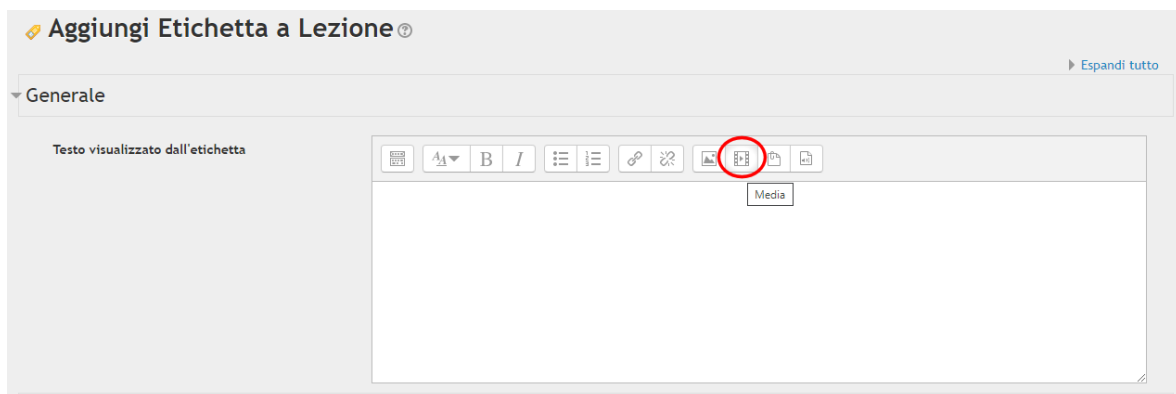 Aggiungi Etichetta a Lezione
Espandi tutto
Generale
Testo visualizzato dall'etichetta
B I
Media